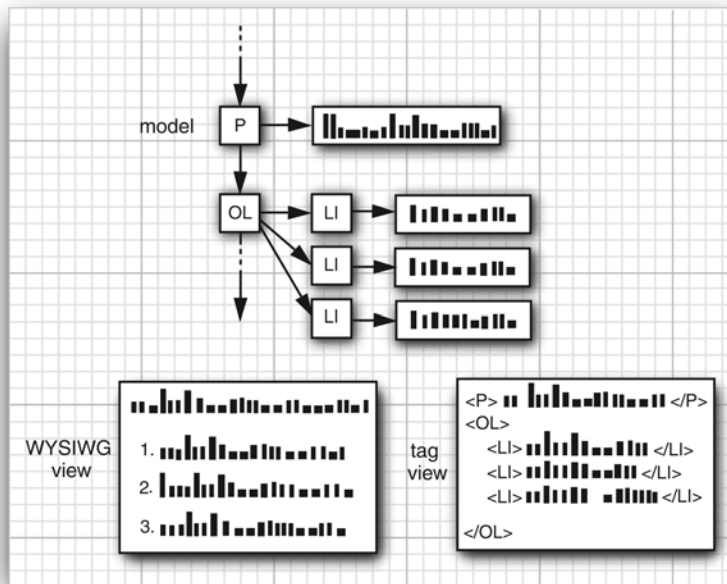 model
P
OL
LI
LI
LI
WYSIWG
view
1.
2.
3.
tag
view
<P> </P>
<OL>
<LI> </LI>
<LI> </LI>
<LI> </LI>
</OL>